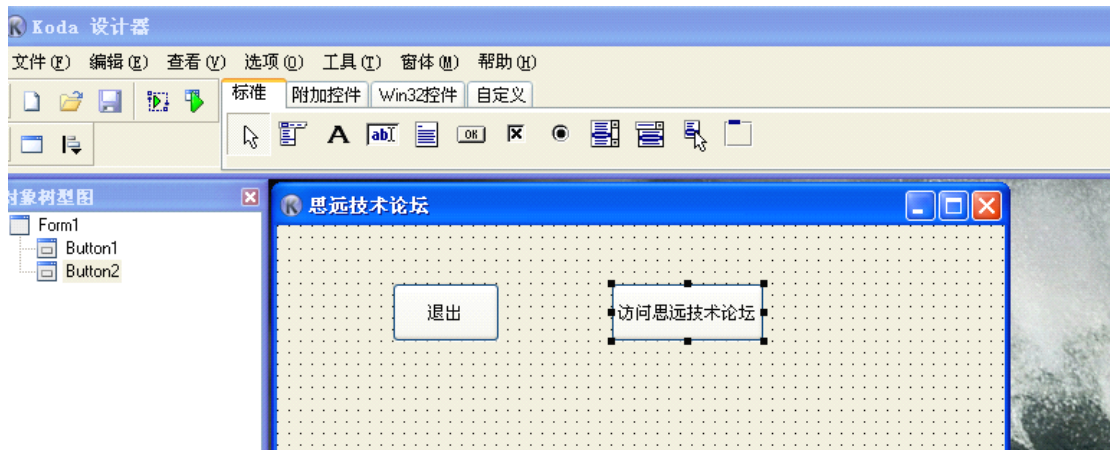 Koda 设计器
文件(F) 编辑(E) 查看(V) 选项(O) 工具(T) 窗体(M) 帮助(H)
标准 附加控件 Win32控件 自定义
A ab OK
对象树型图
思远技术论坛
Form1
Button1
Button2
退出 访问思远技术论坛